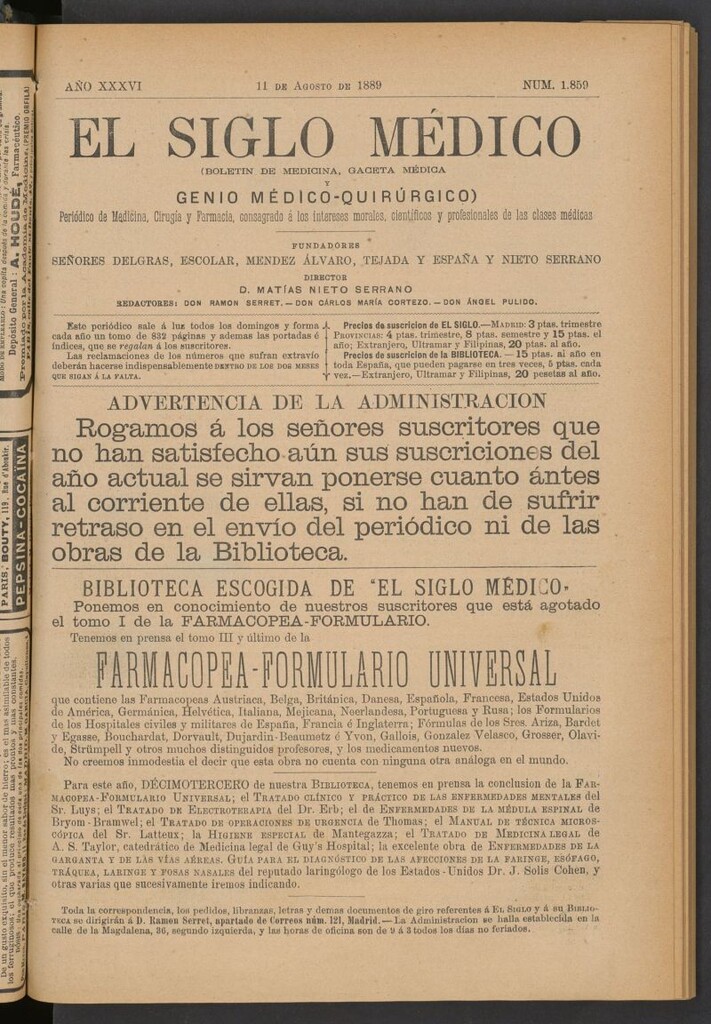 AÑO XXXVI 11 DE AGOSTO DE 1889 NUM. 1.859
EL SIGLO MÉDICO
(BOLETIN DE MEDICINA, GACETA MÉDICA
Y
GENIO MÉDICO-QUIRÚRGICO)
Periódico de Medicina, Cirugía y Farmacia, consagrado á los intereses morales, científicos y profesionales de las clases médicas
FUNDADORES
SEÑORES DELGRAS, ESCOLAR, MENDEZ ÁLVARO, TEJADA Y ESPAÑA Y NIETO SERRANO
DIRECTOR
D. MATÍAS NIETO SERRANO
REDACTORES: DON RAMON SERRET. — DON CÁRLOS MARÍA CORTEZO. — DON ÁNGEL PULIDO.
Este periódico sale á luz todos los domingos y forma
cada año un tomo de 832 páginas y ademas las portadas é
índices, que se regalan á los suscritores.
Las reclamaciones de los números que sufran extravío
deberán hacerse indispensablemente DENTRO DE LOS DOS MESES
QUE SIGAN Á LA FALTA.
Precios de suscricion de EL SIGLO.—MADRID: 3 ptas. trimestre
PROVINCIAS: 4 ptas. trimestre, 8 ptas. semestre y 15 ptas. el
año; Extranjero, Ultramar y Filipinas, 20 ptas. al año.
Precios de suscricion de la BIBLIOTECA. — 15 ptas. al año en
toda España, que pueden pagarse en tres veces, 5 ptas. cada
vez.—Extranjero, Ultramar y Filipinas, 20 pesetas al año.
ADVERTENCIA DE LA ADMINISTRACION
Rogamos á los señores suscritores que
no han satisfecho aún sus suscriciones del
año actual se sirvan ponerse cuanto ántes
al corriente de ellas, si no han de sufrir
retraso en el envío del periódico ni de las
obras de la Biblioteca.
BIBLIOTECA ESCOGIDA DE "EL SIGLO MÉDICO"
Ponemos en conocimiento de nuestros suscritores que está agotado
el tomo I de la FARMACOPEA-FORMULARIO.
Tenemos en prensa el tomo III y último de la
FARMACOPEA-FORMULARIO UNIVERSAL
que contiene las Farmacopeas Austriaca, Belga, Británica, Danesa, Española, Francesa, Estados Unidos
de América, Germánica, Helvética, Italiana, Mejicana, Neerlandesa, Portuguesa y Rusa; los Formularios
de los Hospitales civiles y militares de España, Francia é Inglaterra; Fórmulas de los Sres. Ariza, Bardet
y Egasse, Bouchardat, Dorvault, Dujardin-Beaumetz é Yvon, Gallois, Gonzalez Velasco, Grosser, Olavi-
de, Strümpell y otros muchos distinguidos profesores, y los medicamentos nuevos.
No creemos inmodestia el decir que esta obra no cuenta con ninguna otra análoga en el mundo.
Para este año, DÉCIMOTERCERO de nuestra BIBLIOTECA, tenemos en prensa la conclusion de la FAR-
MACOPEA-FORMULARIO UNIVERSAL; el TRATADO CLÍNICO Y PRÁCTICO DE LAS ENFERMEDADES MENTALES del
Sr. Luys; el TRATADO DE ELECTROTERAPIA del Dr. Erb; el de ENFERMEDADES DE LA MÉDULA ESPINAL de
Bryom-Bramwel; el TRATADO DE OPERACIONES DE URGENCIA de Thomas; el MANUAL DE TÉCNICA MICROS-
CÓPICA del Sr. Latteux; la HIGIENE ESPECIAL de Mantegazza; el TRATADO DE MEDICINA LEGAL de
A. S. Taylor, catedrático de Medicina legal de Guy's Hospital; la excelente obra de ENFERMEDADES DE LA
GARGANTA Y DE LAS VÍAS AÉREAS. GUÍA PARA EL DIAGNÓSTICO DE LAS AFECCIONES DE LA FARINGE, ESÓFAGO,
TRÁQUEA, LARINGE Y FOSAS NASALES del reputado laringólogo de los Estados-Unidos Dr. J. Solis Cohen, y
otras varias que sucesivamente iremos indicando.
Toda la correspondencia, los pedidos, libranzas, letras y demas documentos de giro referentes á EL SIGLO y á su BIBLIO-
TECA se dirigirán á D. Ramon Serret, apartado de Correos núm. 121, Madrid.—La Administracion se halla establecida en la
calle de la Magdalena, 36, segundo izquierda, y las horas de oficina son de 9 á 3 todos los dias no feriados.
Depósito General: A. HOUDÉ, Farmacéutico.
PARIS, BOUTY, 119, Rue d'Aboukir.
PEPSINA-COCAÏNA